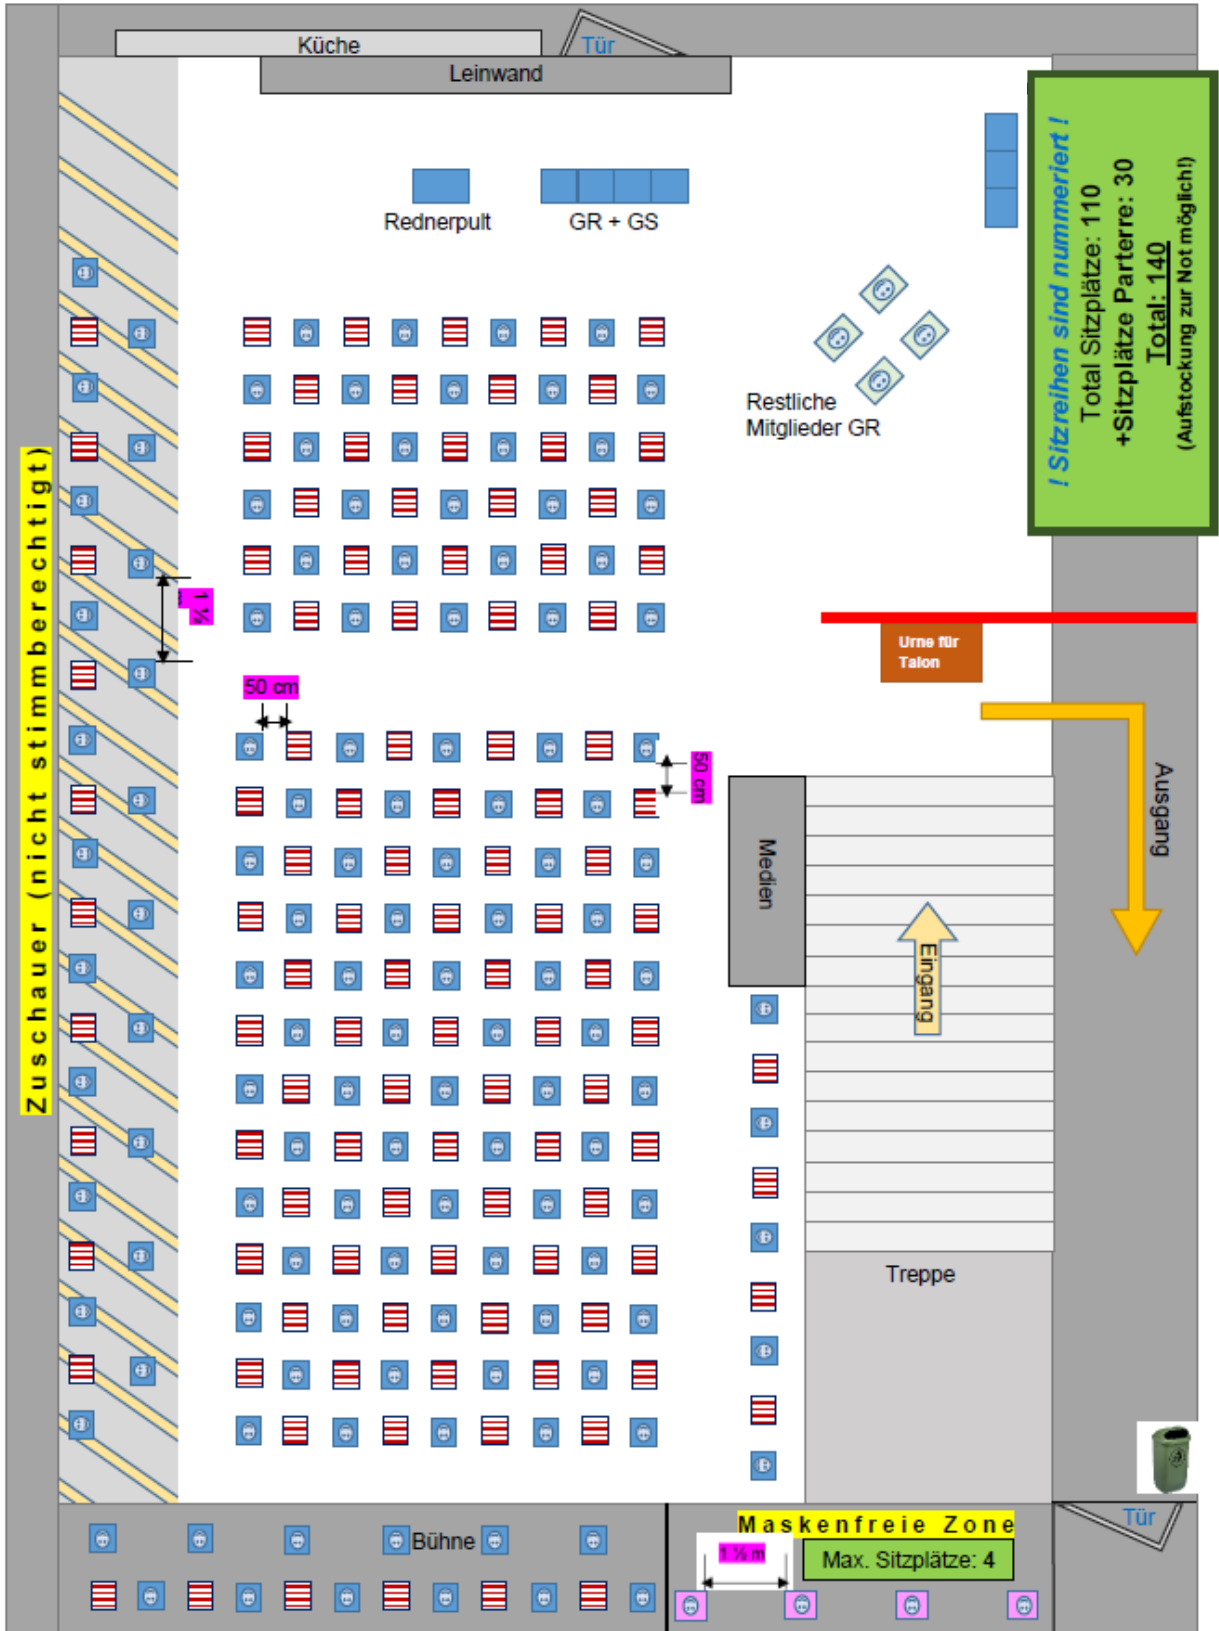 Küche
Tür
Leinwand
! Sitzreihen sind nummeriert !
Total Sitzplätze: 110
+Sitzplätze Parterre: 30
Total: 140
(Aufstockung zur Not möglich!)
Rednerpult
GR + GS
Restliche
Mitglieder GR
Zuschauer (nicht stimmberechtigt)
1 ½
Urne für
Talon
50 cm
50 cm
Ausgang
Medien
Eingang
Treppe
Maskenfreie Zone
Tür
Bühne
1 ½ m
Max. Sitzplätze: 4